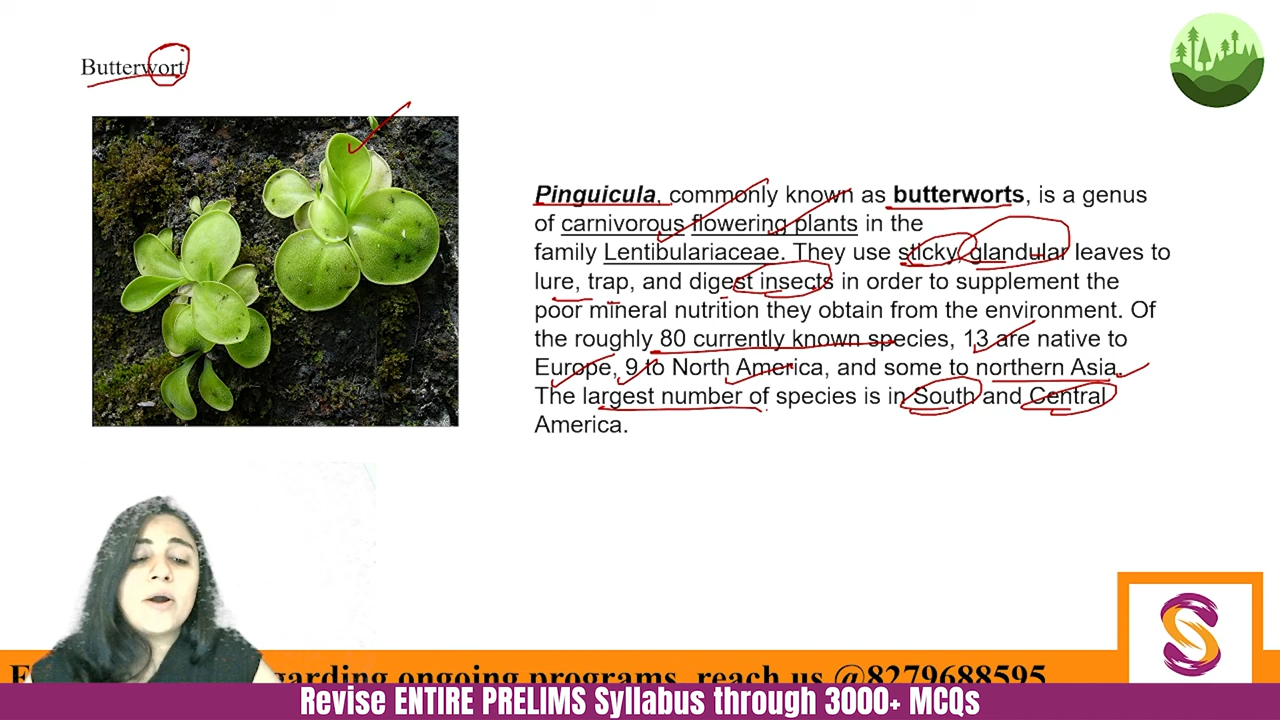 Butterwort
Pinguicula, commonly known as butterworts, is a genus
of carnivorous flowering plants in the
family Lentibulariaceae. They use sticky glandular leaves to
lure, trap, and digest insects in order to supplement the
poor mineral nutrition they obtain from the environment. Of
the roughly 80 currently known species, 13 are native to
Europe, 9 to North America, and some to northern Asia.
The largest number of species is in South and Central
America.
ongoing programs, reach us @8279688595
Revise ENTIRE PRELIMS Syllabus through 3000+ MCQs